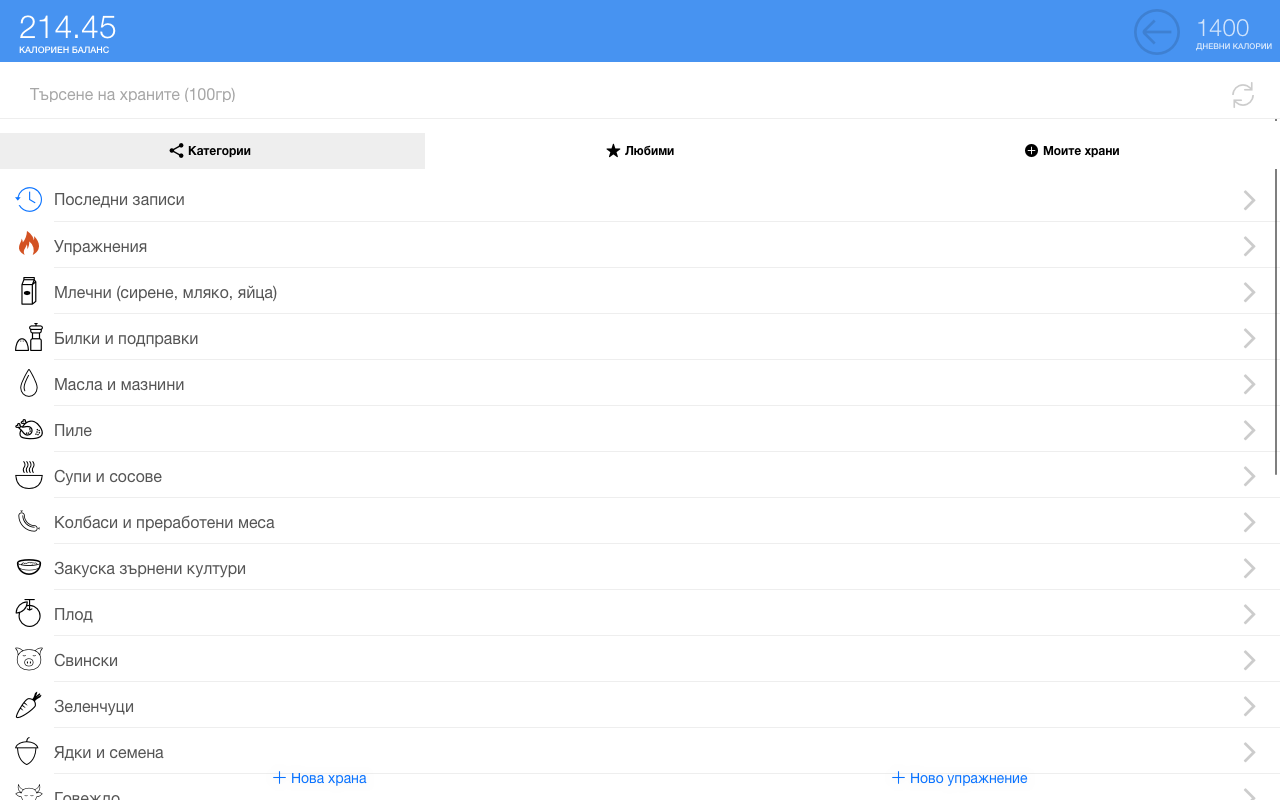 214.45
КАЛОРИЕН БАЛАНС
1400
ДНЕВНИ КАЛОРИИ
Търсене на храните (100гр)
Категории
Любими
Моите храни
Последни записи
Упражнения
Млечни (сирене, мляко, яйца)
Билки и подправки
Масла и мазнини
Пиле
Супи и сосове
Колбаси и преработени меса
Закуска зърнени култури
Плод
Свински
Зеленчуци
Ядки и семена
Нова храна
Ново упражнение
Говеждо